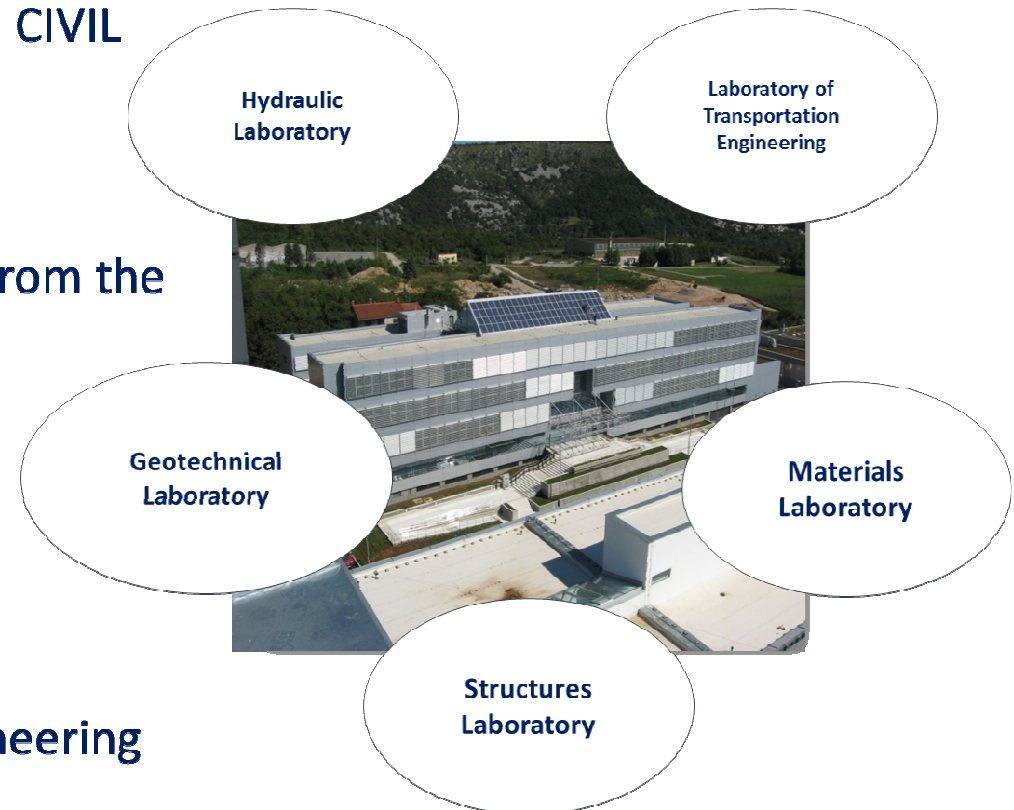 CIVIL
Hydraulic
Laboratory
Laboratory of
Transportation
Engineering
rom the
Geotechnical
Laboratory
Materials
Laboratory
Structures
Laboratory
neering